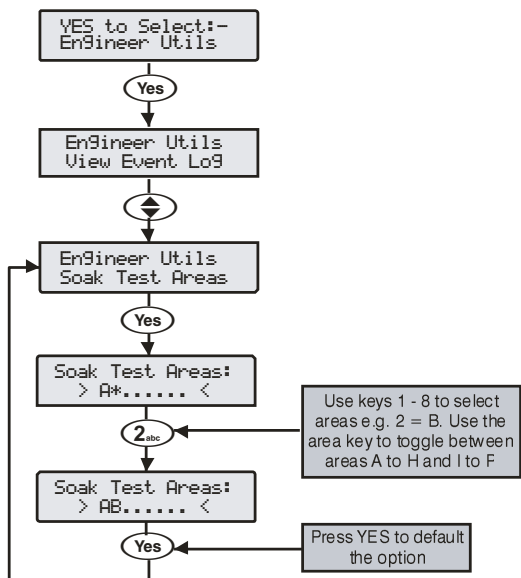 YES to Select:-
Engineer Utils
Yes
Engineer Utils
View Event Log
Engineer Utils
Soak Test Areas
Yes
Soak Test Areas:
> A*...... <
2abc
Use keys 1 - 8 to select
areas e.g. 2 = B. Use the
area key to toggle between
areas A to H and I to P
Soak Test Areas:
> AB...... <
Yes
Press YES to default
the option